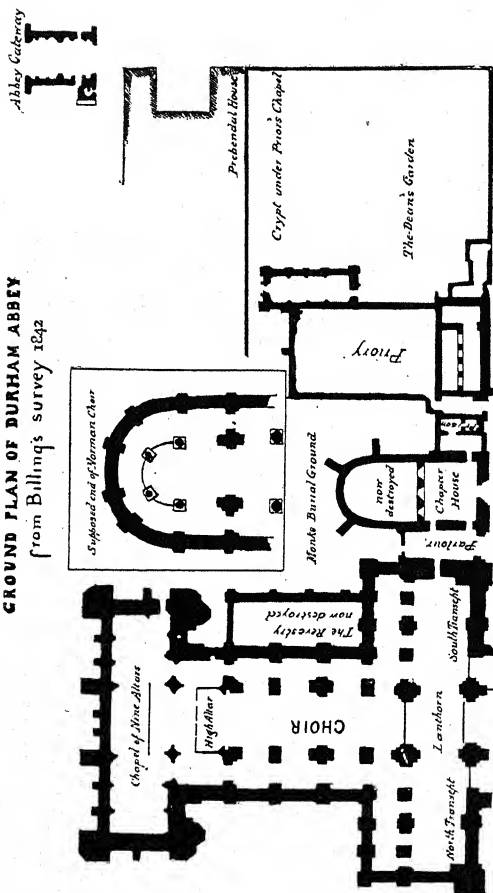 GROUND PLAN OF DURHAM ABBEY
from Billing's survey 1842
Abbey Gateway
Prebendal House
Crypt under Prior's Chapel
The Dean's Garden
Priory
Supposed end of Norman Choir
Monks Burial Ground
now
destroyed
Chapter
House
Parlour
The Revestry
now destroyed
Chapel of Nine Altars
High Altar
CHOIR
South Transept
Lanthorn
North Transept